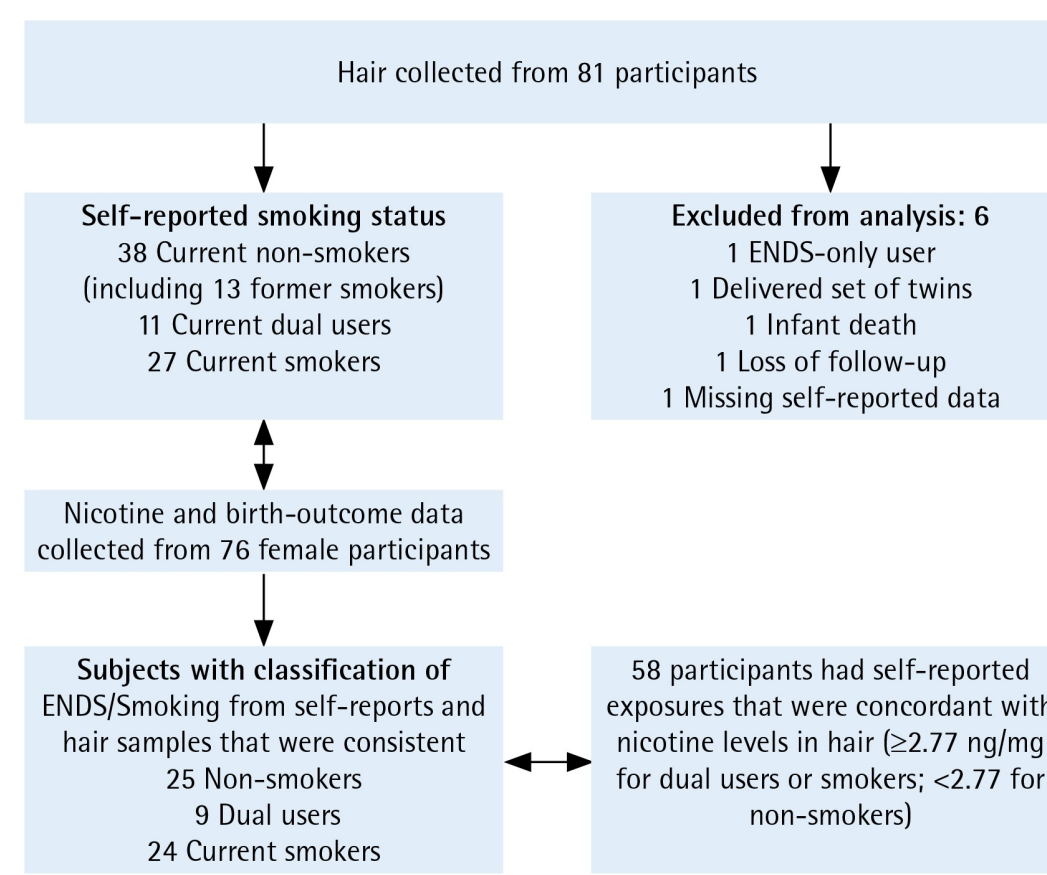 Hair collected from 81 participants
Self-reported smoking status
38 Current non-smokers
(including 13 former smokers)
11 Current dual users
27 Current smokers
Excluded from analysis: 6
1 ENDS-only user
1 Delivered set of twins
1 Infant death
1 Loss of follow-up
1 Missing self-reported data
Nicotine and birth-outcome data
collected from 76 female participants
Subjects with classification of
ENDS/Smoking from self-reports and
hair samples that were consistent
25 Non-smokers
9 Dual users
24 Current smokers
58 participants had self-reported
exposures that were concordant with
nicotine levels in hair (≥2.77 ng/mg
for dual users or smokers; <2.77 for
non-smokers)